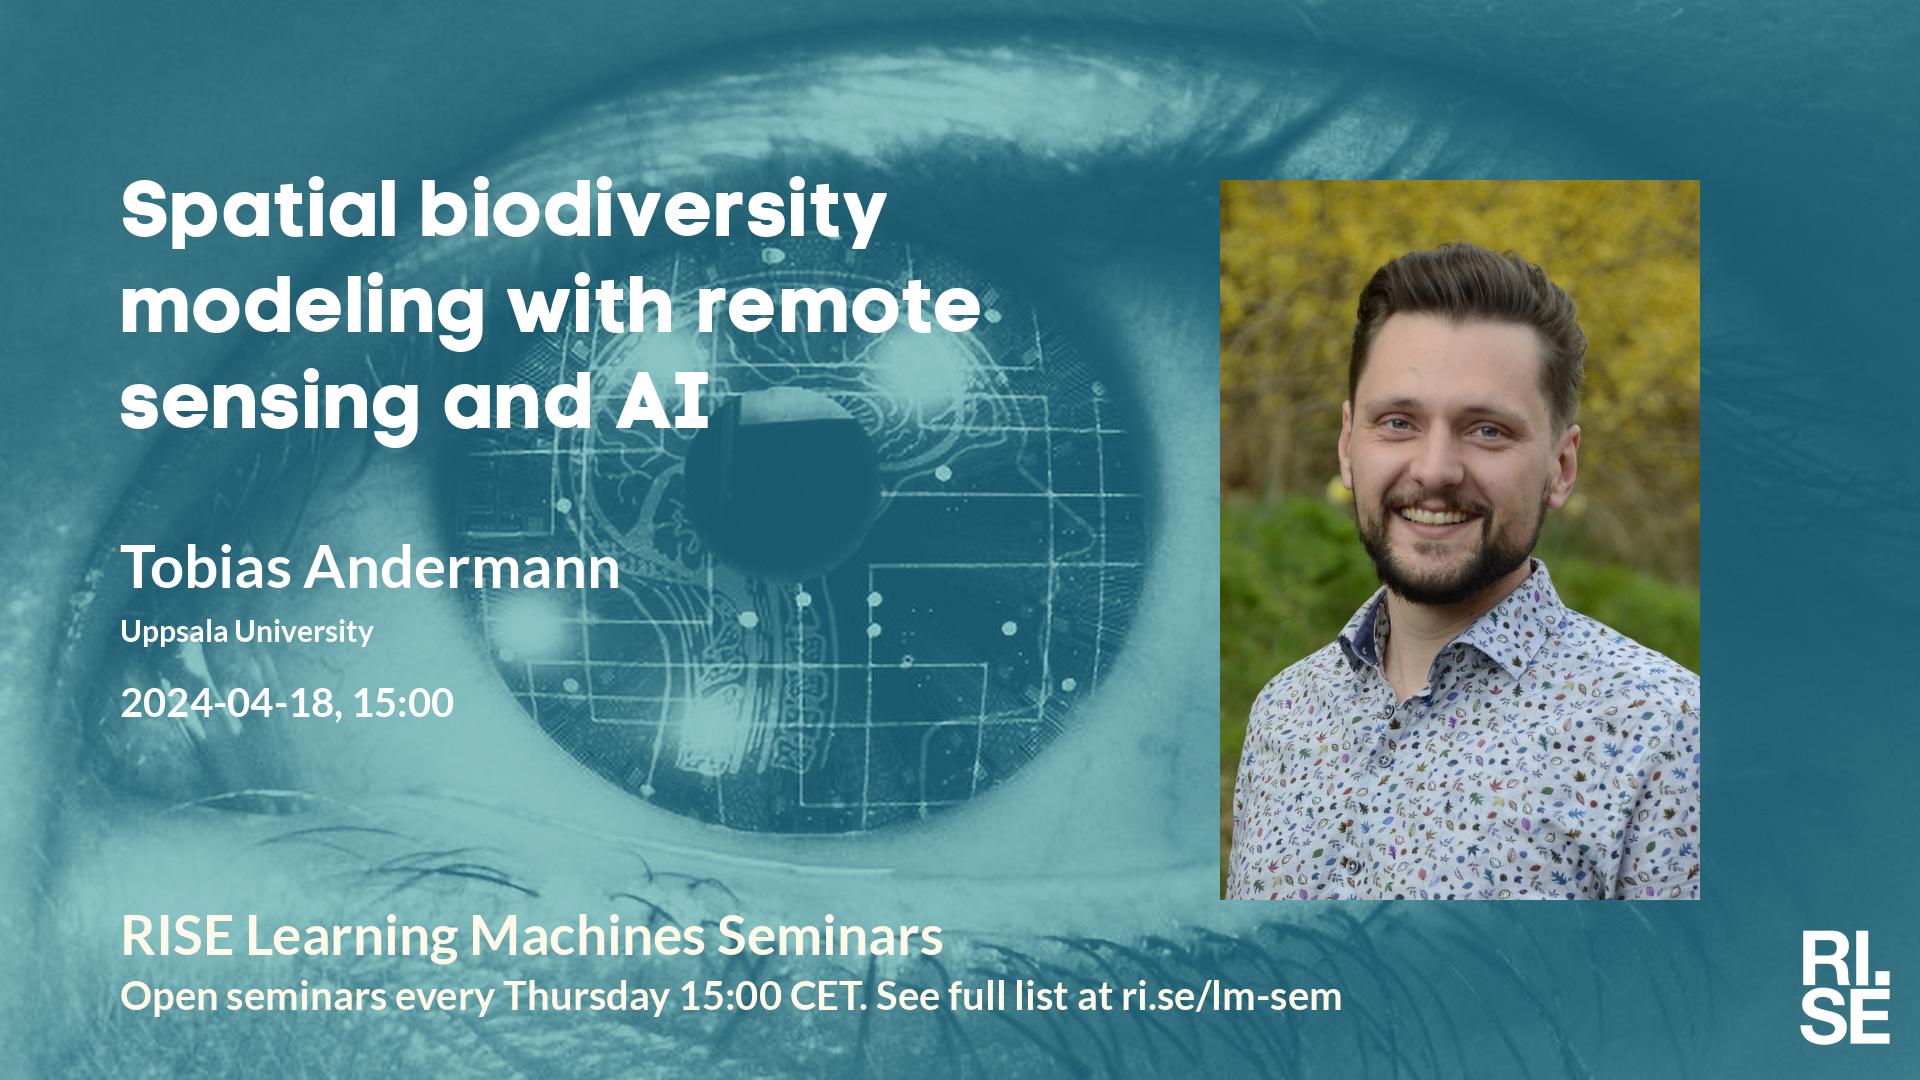 Spatial biodiversity
modeling with remote
sensing and AI
Tobias Andermann
Uppsala University
2024-04-18, 15:00
RISE Learning Machines Seminars
Open seminars every Thursday 15:00 CET. See full list at ri.se/lm-sem
RI.
SE